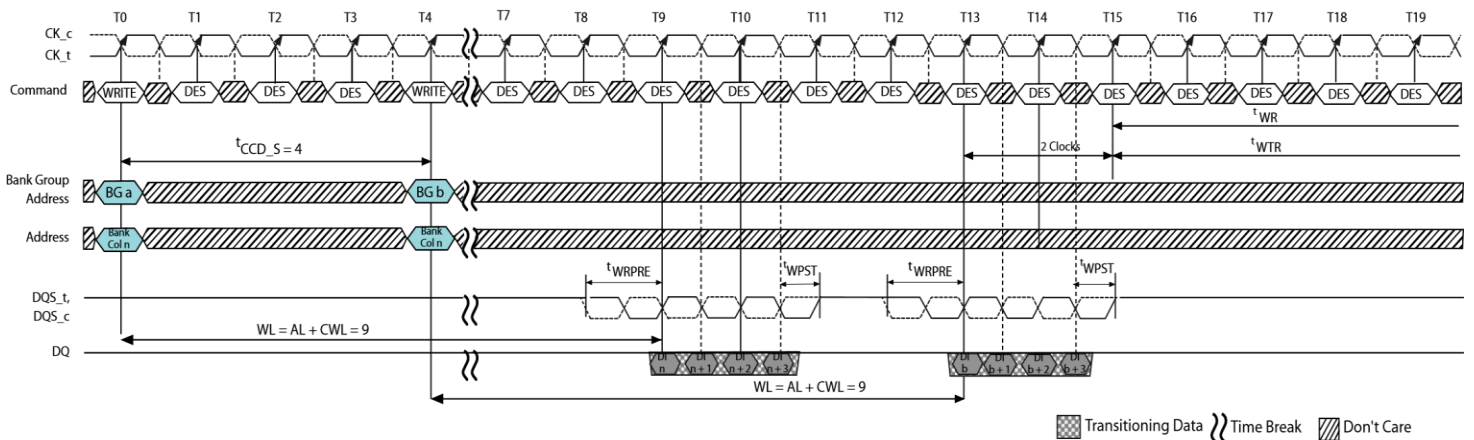 T0 T1 T2 T3 T4 T7 T8 T9 T10 T11 T12 T13 T14 T15 T16 T17 T18 T19
CK_c
CK_t
Command WRITE DES DES DES WRITE DES DES DES DES DES DES DES DES DES DES DES DES DES
tWR
tCCD_S = 4
2 Clocks
tWTR
Bank Group
Address
BG a BG b
Address
Bank
Col n
Bank
Col n
tWRPRE tWPST tWRPRE tWPST
DQS_t,
DQS_c
WL = AL + CWL = 9
DQ
DI
n
DI
n + 1
DI
n + 2
DI
n + 3
DI
b
DI
b + 1
DI
b + 2
DI
b + 3
WL = AL + CWL = 9
Transitioning Data Time Break Don't Care